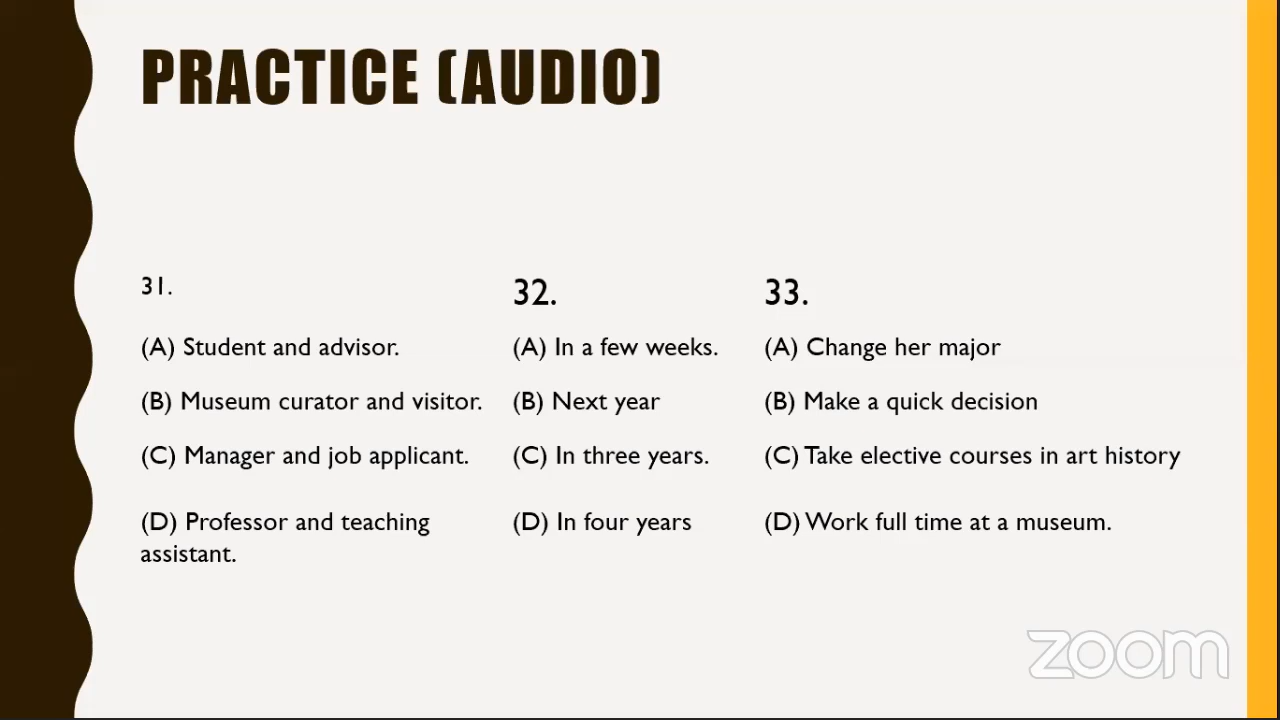 PRACTICE (AUDIO)
31.
(A) Student and advisor.
(B) Museum curator and visitor.
(C) Manager and job applicant.
(D) Professor and teaching
assistant.
32.
(A) In a few weeks.
(B) Next year
(C) In three years.
(D) In four years
33.
(A) Change her major
(B) Make a quick decision
(C) Take elective courses in art history
(D) Work full time at a museum.
zoom